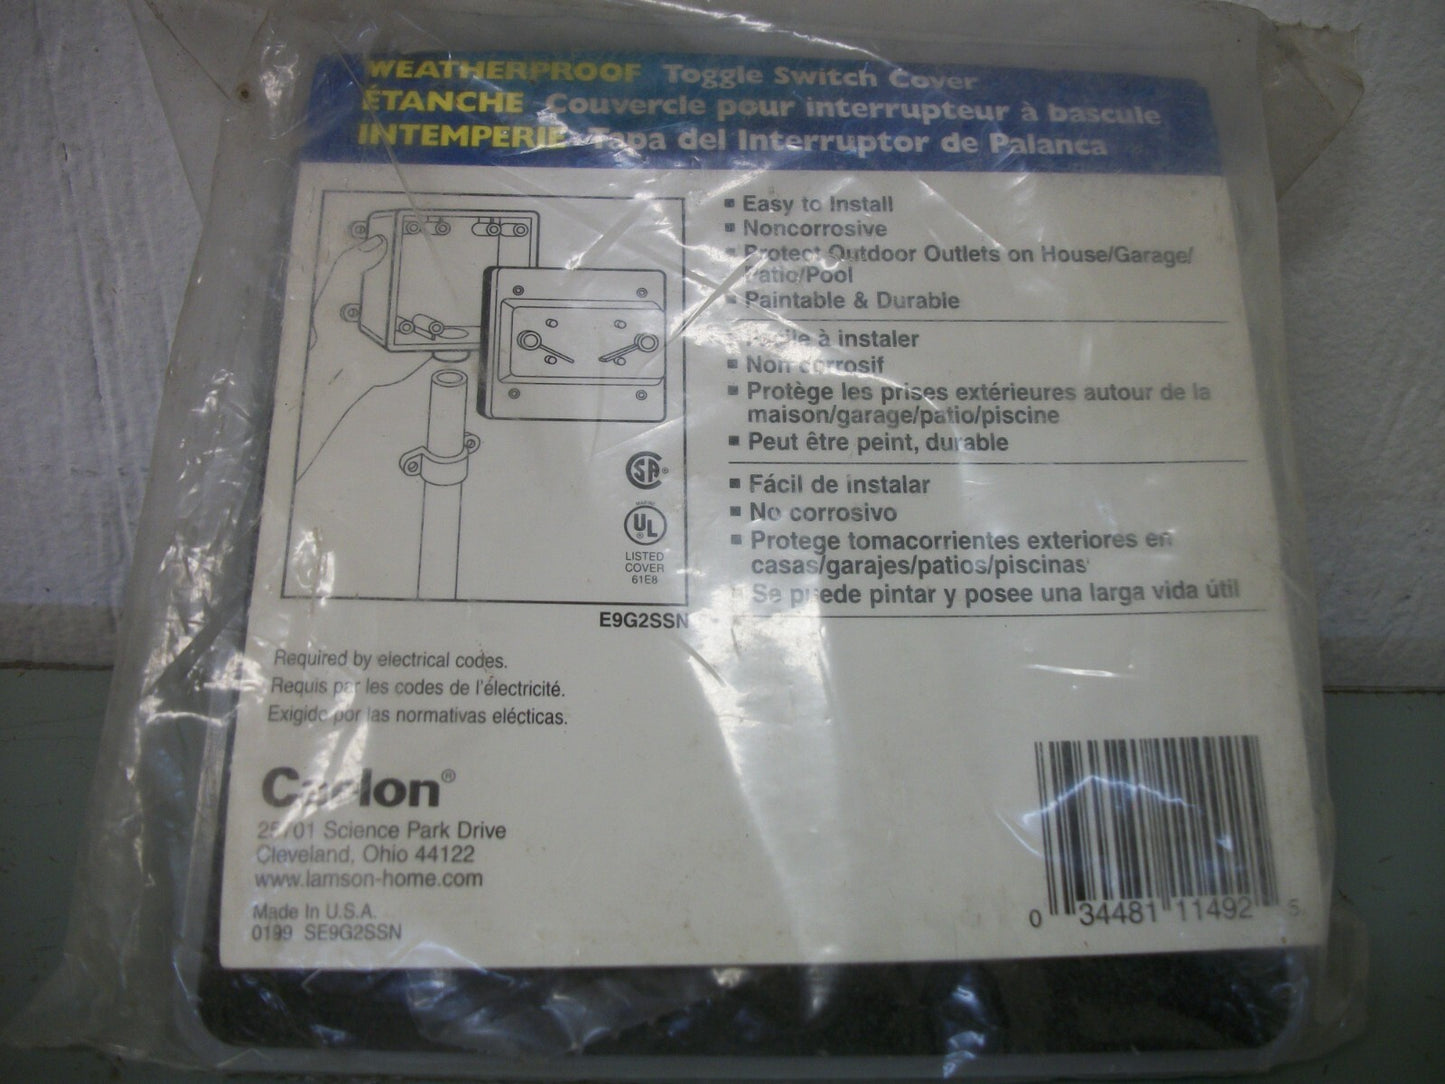 WEATHERPROOF Toggle Switch Cover
ÉTANCHE Couvercle pour interrupteur à bascule
INTEMPERIE Tapa del Interruptor de Palanca
Easy to Install
Noncorrosive
Protect Outdoor Outlets on House/Garage/
Patio/Pool
Paintable & Durable
Facile à instaler
Non corrosif
Protège les prises extérieures autour de la
maison/garage/patio/piscine
Peut être peint, durable
Fácil de instalar
No corrosivo
Protege tomacorrientes exteriores en
casas/garajes/patios/piscinas
Se puede pintar y posee una larga vida útil
SA®
UL
®
LISTED
COVER
61E8
E9G2SSN
Required by electrical codes.
Requis par les codes de l'électricité.
Exigido por las normativas elécticas.
Carlon®
25701 Science Park Drive
Cleveland, Ohio 44122
www.lamson-home.com
Made In U.S.A.
0199 SE9G2SSN
0 34481 11492 5